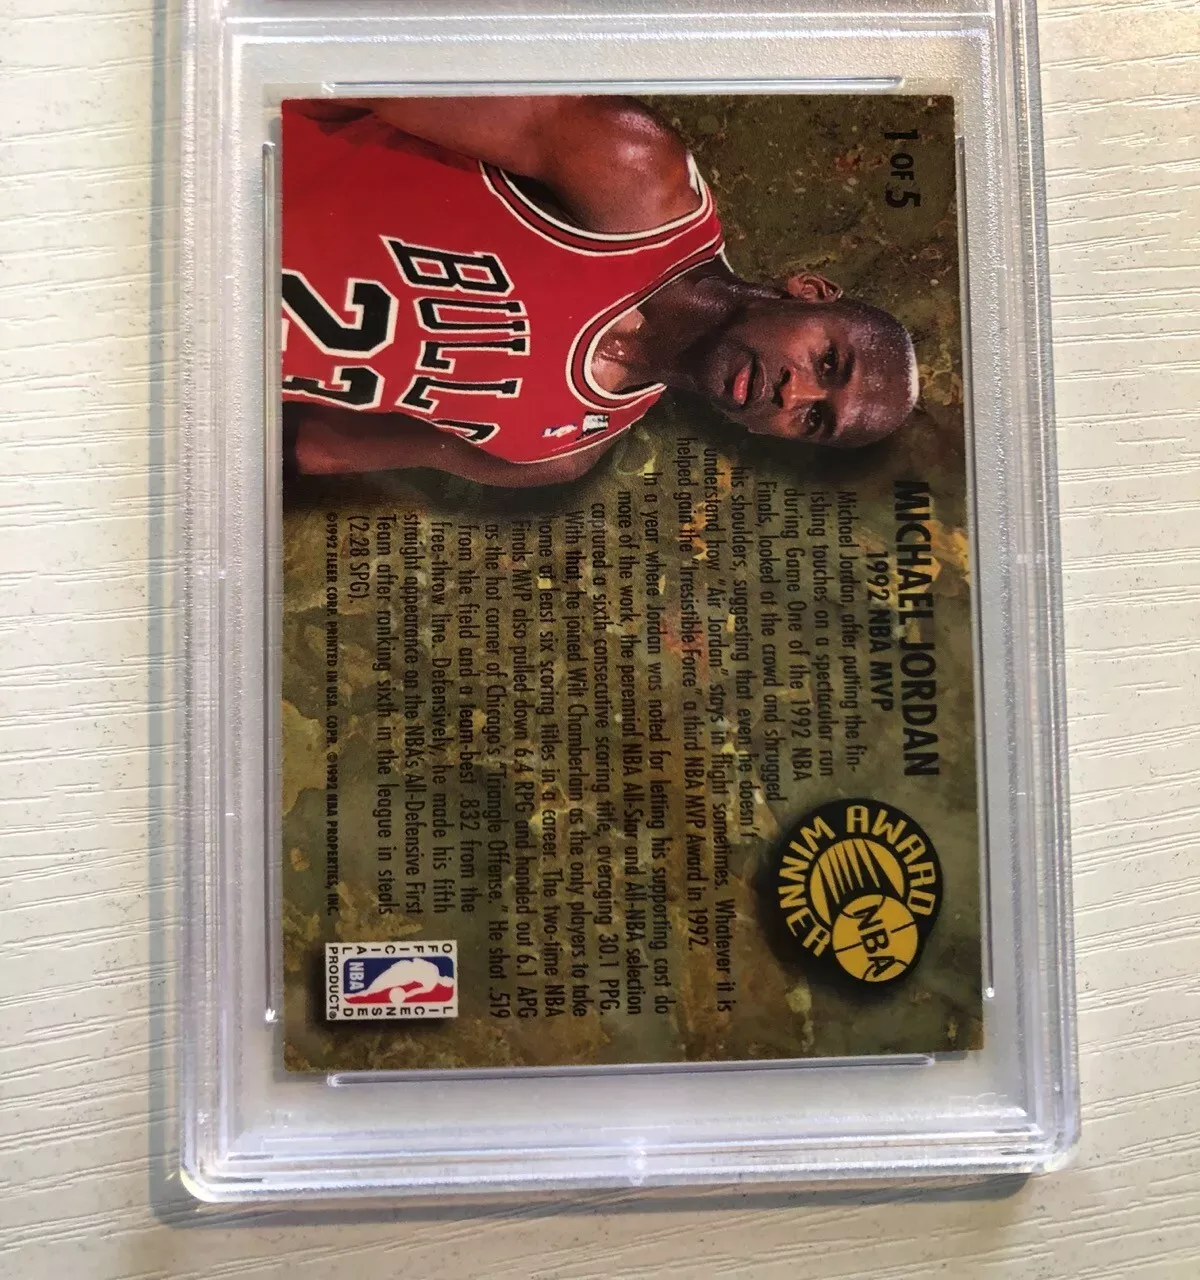 1 OF 5
MICHAEL JORDAN
1992 NBA MVP
Michael Jordan, after putting the fin-
ishing touches on a spectacular run
during Game One of the 1992 NBA
Finals, looked at the crowd and shrugged
his shoulders, suggesting that even he doesn't
understand how "Air Jordan" stays in flight sometimes. Whatever it is
helped gain the "Irresistible Force" a third NBA MVP Award in 1992.
In a year where Jordan was noted for letting his supporting cast do
more of the work, the perennial NBA All-Star and All-NBA selection
captured a sixth consecutive scoring title, averaging 30.1 PPG.
With that, he joined Wilt Chamberlain as the only players to take
home at least six scoring titles in a career. The two-time NBA
Finals MVP also pulled down 6.4 RPG and handed out 6.1 APG
as the hot corner of Chicago's "Triangle Offense." He shot .519
from the field and a team-best .832 from the
free-throw line. Defensively, he made his fifth
straight appearance on the NBA's All-Defensive First
Team after ranking sixth in the league in steals
(2.28 SPG).
©1992 FLEER CORP. PRINTED IN U.S.A. COPR. ©1992 NBA PROPERTIES, INC.
AWARD
WINNER
NBA
BULLS
23
OFFICIAL
LICENSED
NBA
PRODUCT®